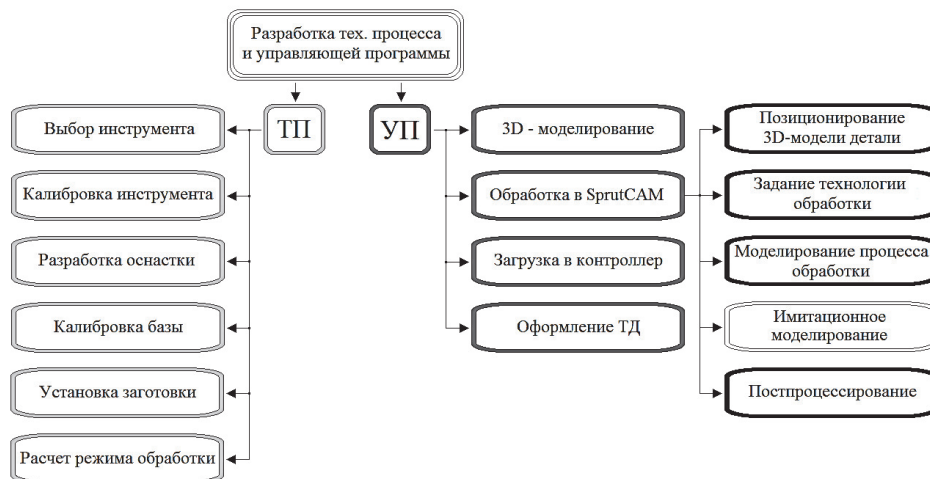 Разработка тех. процесса
и управляющей программы
ТП
УП
Выбор инструмента
Калибровка инструмента
Разработка оснастки
Калибровка базы
Установка заготовки
Расчет режима обработки
3D - моделирование
Обработка в SprutCAM
Загрузка в контроллер
Оформление ТД
Позиционирование
3D-модели детали
Задание технологии
обработки
Моделирование процесса
обработки
Имитационное
моделирование
Постпроцессирование